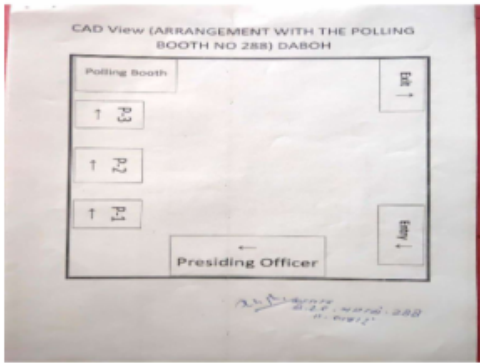 CAD View (ARRANGEMENT WITH THE POLLING
BOOTH NO 288) DABOH
Polling Booth
Exit ↑
↑ P-3
↑ P-2
↑ P-1
Entry ↓
←
Presiding Officer
288